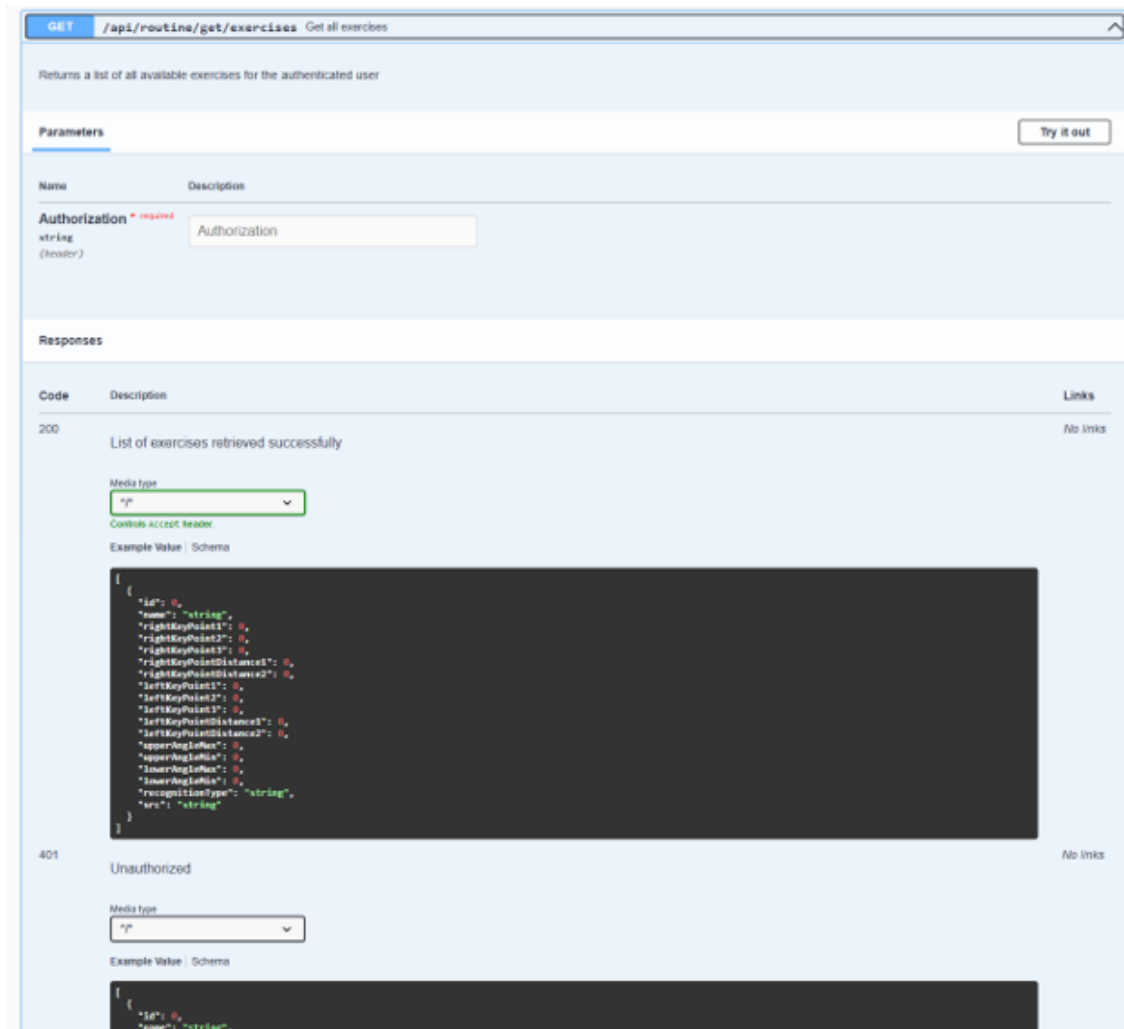 GET /api/routine/get/exercises Get all exercises
Returns a list of all available exercises for the authenticated user
Parameters
Try it out
Name Description
Authorization * required
string
(header)
Authorization
Responses
Code Description Links
200
List of exercises retrieved successfully
No links
Media type
*/*
Controls Accept header.
Example Value | Schema
[
{
"id": 0,
"name": "string",
"rightKeyPoint1": 0,
"rightKeyPoint2": 0,
"rightKeyPoint3": 0,
"rightKeyPointDistance1": 0,
"rightKeyPointDistance2": 0,
"leftKeyPoint1": 0,
"leftKeyPoint2": 0,
"leftKeyPoint3": 0,
"leftKeyPointDistance1": 0,
"leftKeyPointDistance2": 0,
"upperAngleMax": 0,
"upperAngleMin": 0,
"lowerAngleMax": 0,
"lowerAngleMin": 0,
"recognitionType": "string",
"src": "string"
}
]
401
Unauthorized
No links
Media type
*/*
Example Value | Schema
[
{
"id": 0,
"name": "string",